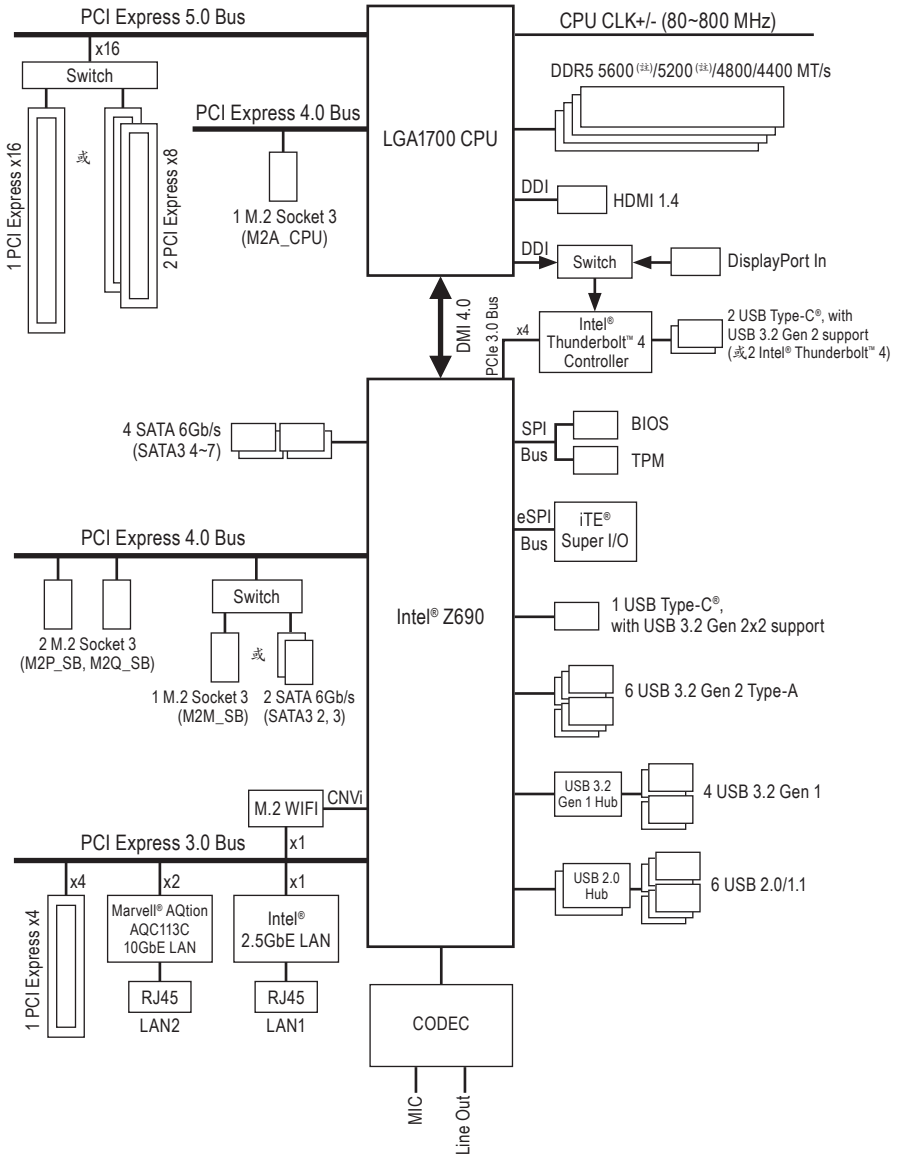 PCI Express 5.0 Bus
CPU CLK+/- (80~800 MHz)
x16
Switch
1 PCI Express x16
或
2 PCI Express x8
PCI Express 4.0 Bus
1 M.2 Socket 3
(M2A_CPU)
LGA1700 CPU
DDR5 5600(註)/5200(註)/4800/4400 MT/s
DDI
HDMI 1.4
DDI
Switch
DisplayPort In
DMI 4.0
PCIe 3.0 Bus
x4
Intel®
Thunderbolt™ 4
Controller
2 USB Type-C®, with
USB 3.2 Gen 2 support
(或2 Intel® Thunderbolt™ 4)
4 SATA 6Gb/s
(SATA3 4~7)
SPI
Bus
BIOS
TPM
eSPI
Bus
iTE®
Super I/O
PCI Express 4.0 Bus
2 M.2 Socket 3
(M2P_SB, M2Q_SB)
Switch
或
1 M.2 Socket 3
(M2M_SB)
2 SATA 6Gb/s
(SATA3 2, 3)
Intel® Z690
1 USB Type-C®,
with USB 3.2 Gen 2x2 support
6 USB 3.2 Gen 2 Type-A
USB 3.2
Gen 1 Hub
4 USB 3.2 Gen 1
USB 2.0
Hub
6 USB 2.0/1.1
M.2 WIFI
CNVi
x1
PCI Express 3.0 Bus
x4
1 PCI Express x4
x2
Marvell® AQtion
AQC113C
10GbE LAN
RJ45
LAN2
x1
Intel®
2.5GbE LAN
RJ45
LAN1
CODEC
MIC
Line Out